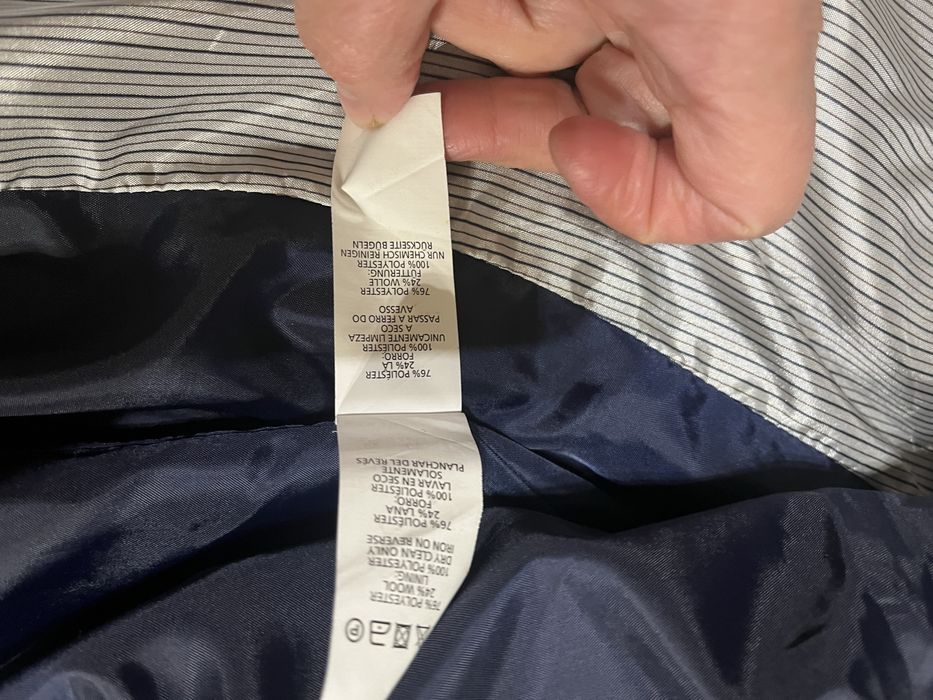 P
76% POLYESTER
24% WOOL
LINING:
100% POLYESTER
DRY CLEAN ONLY
IRON ON REVERSE
76% POLIÉSTER
24% LANA
FORRO:
100% POLIÉSTER
LAVAR EN SECO
SOLAMENTE
PLANCHAR DEL REVÉS
76% POLIÉSTER
24% LÃ
FORRO:
100% POLIÉSTER
UNICAMENTE LIMPEZA
A SECO
PASSAR A FERRO DO
AVESSO
76% POLYESTER
24% WOLLE
FÜTTERUNG:
100% POLYESTER
NUR CHEMISCH REINIGEN
RÜCKSEITE BÜGELN